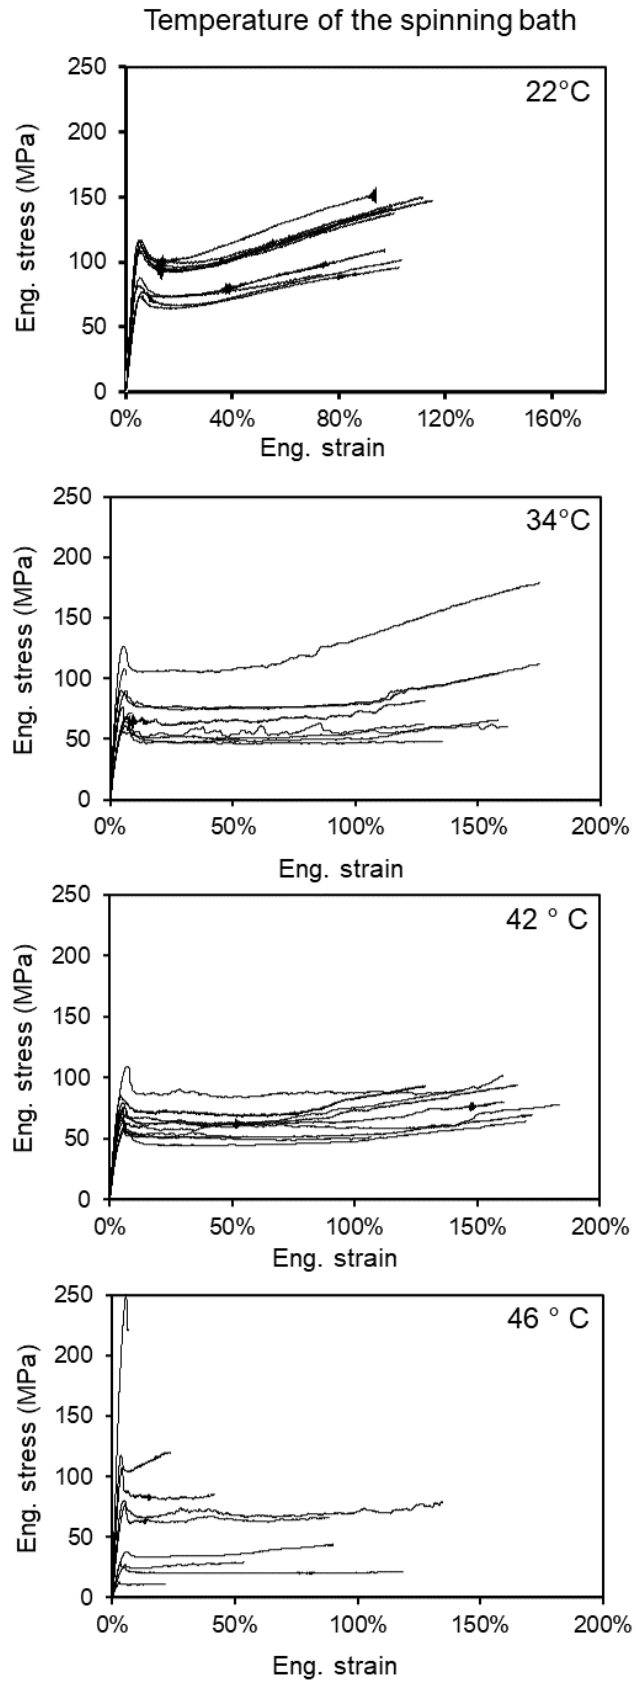 Temperature of the spinning bath
250
22°C
200
150
100
50
0
Eng. stress (MPa)
0% 40% 80% 120% 160%
Eng. strain
250
34°C
200
150
100
50
0
Eng. stress (MPa)
0% 50% 100% 150% 200%
Eng. strain
250
42 ° C
200
150
100
50
0
Eng. stress (MPa)
0% 50% 100% 150% 200%
Eng. strain
250
46 ° C
200
150
100
50
0
Eng. stress (MPa)
0% 50% 100% 150% 200%
Eng. strain